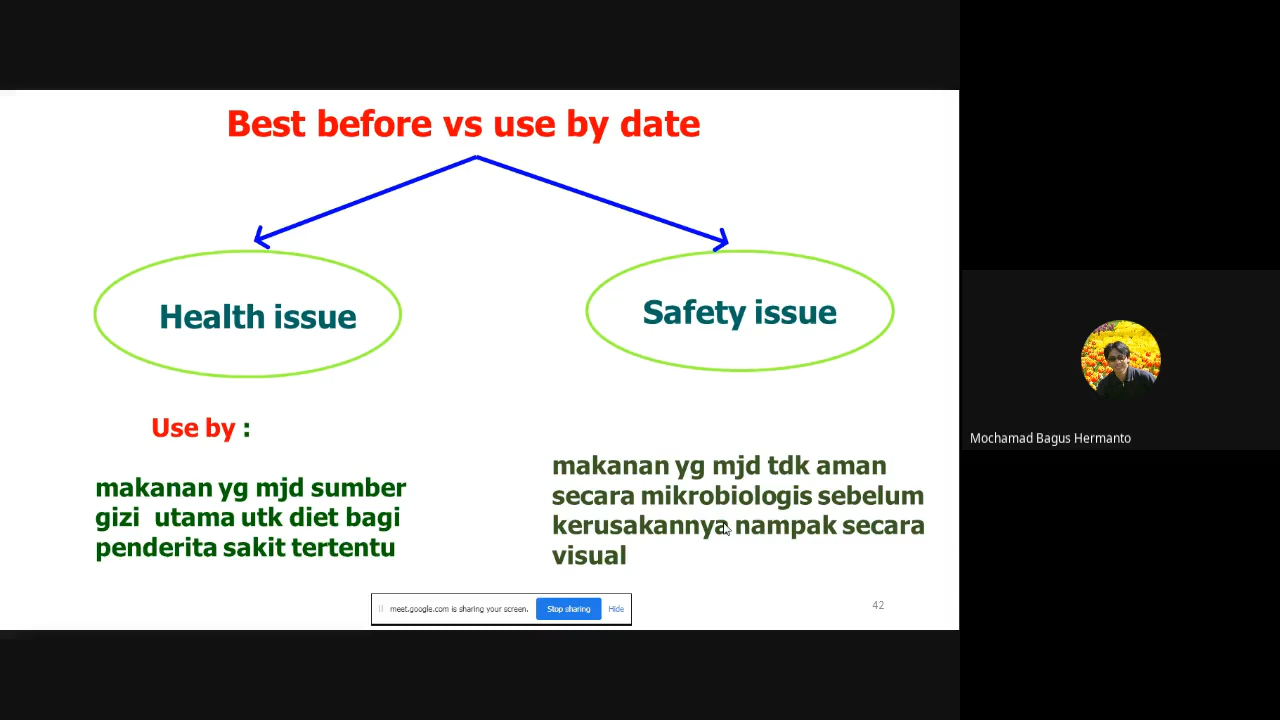 Best before vs use by date
Health issue
Safety issue
Use by :
makanan yg mjd sumber
gizi utama utk diet bagi
penderita sakit tertentu
makanan yg mjd tdk aman
secara mikrobiologis sebelum
kerusakannya nampak secara
visual
meet.google.com is sharing your screen.
Stop sharing
Hide
42
Mochamad Bagus Hermanto